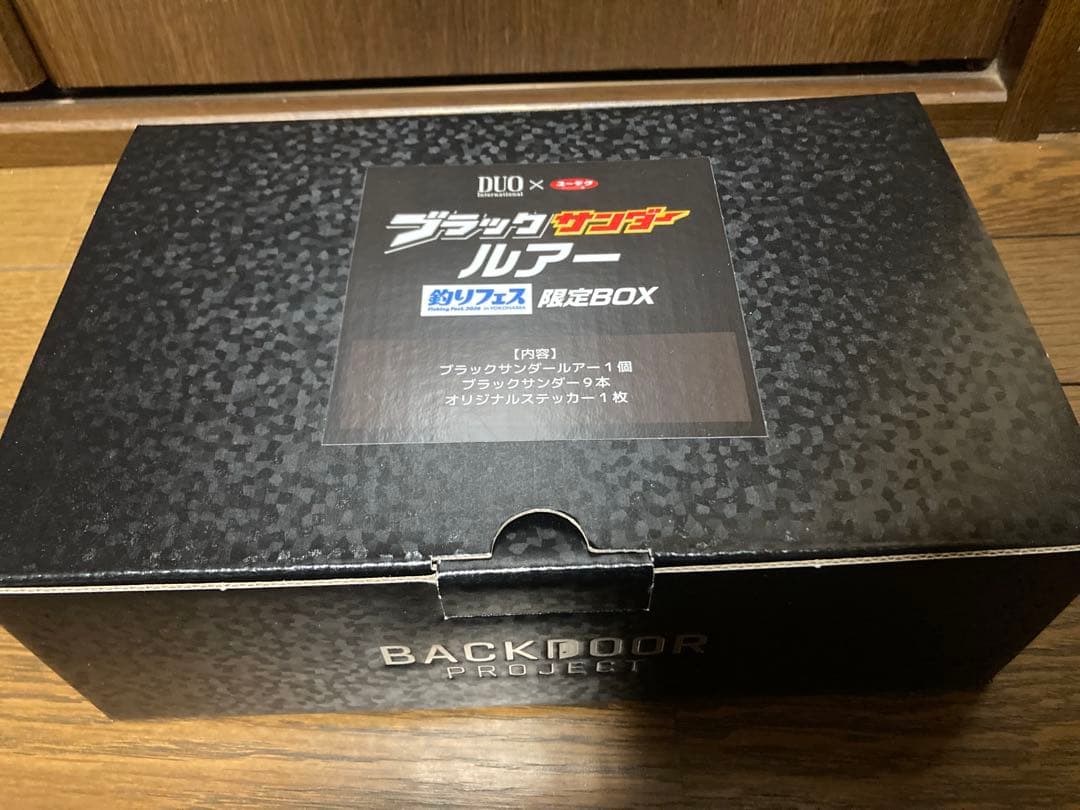 DUO × ユーラク
International
ブラックサンダー
ルアー
釣りフェス 限定BOX
Fishing Fest. 2026 in YOKOHAMA
【内容】
ブラックサンダールアー1個
ブラックサンダー9本
オリジナルステッカー1枚
BACKDOOR
PROJECT